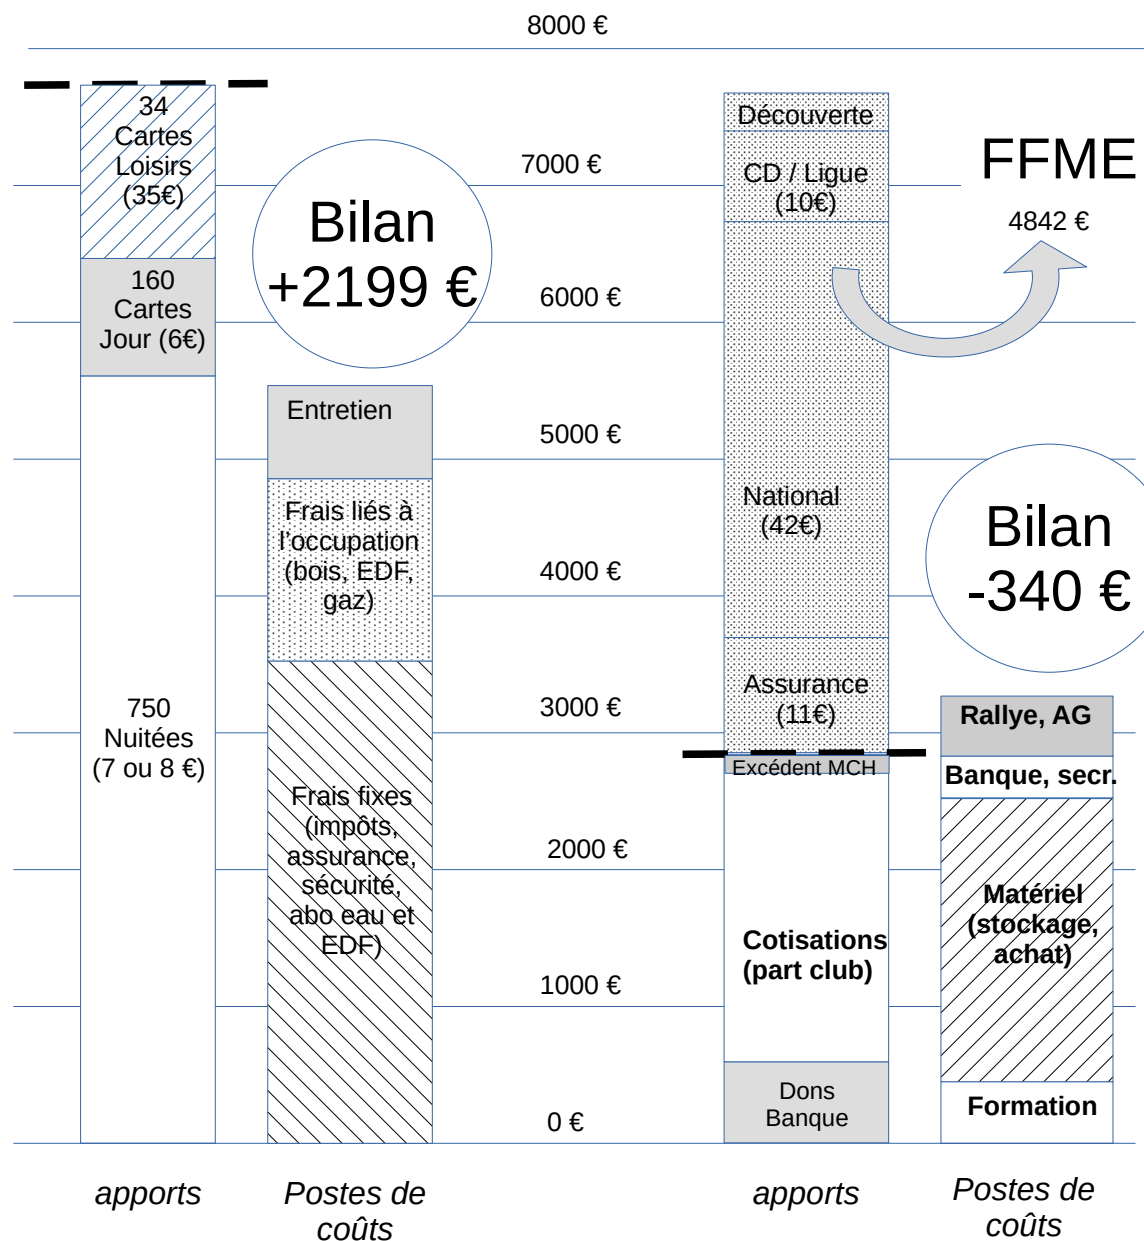 8000 €
34
Cartes
Loisirs
(35€)
160
Cartes
Jour (6€)
750
Nuitées
(7 ou 8 €)
Bilan
+2199 €
Entretien
Frais liés à
l'occupation
(bois, EDF,
gaz)
Frais fixes
(impôts,
assurance,
sécurité,
abo eau et
EDF)
7000 €
6000 €
5000 €
4000 €
3000 €
2000 €
1000 €
0 €
Découverte
CD / Ligue
(10€)
National
(42€)
Assurance
(11€)
Excédent MCH
Cotisations
(part club)
Dons
Banque
FFME
4842 €
Bilan
-340 €
Rallye, AG
Banque, secr.
Matériel
(stockage,
achat)
Formation
apports
Postes de
coûts
apports
Postes de
coûts